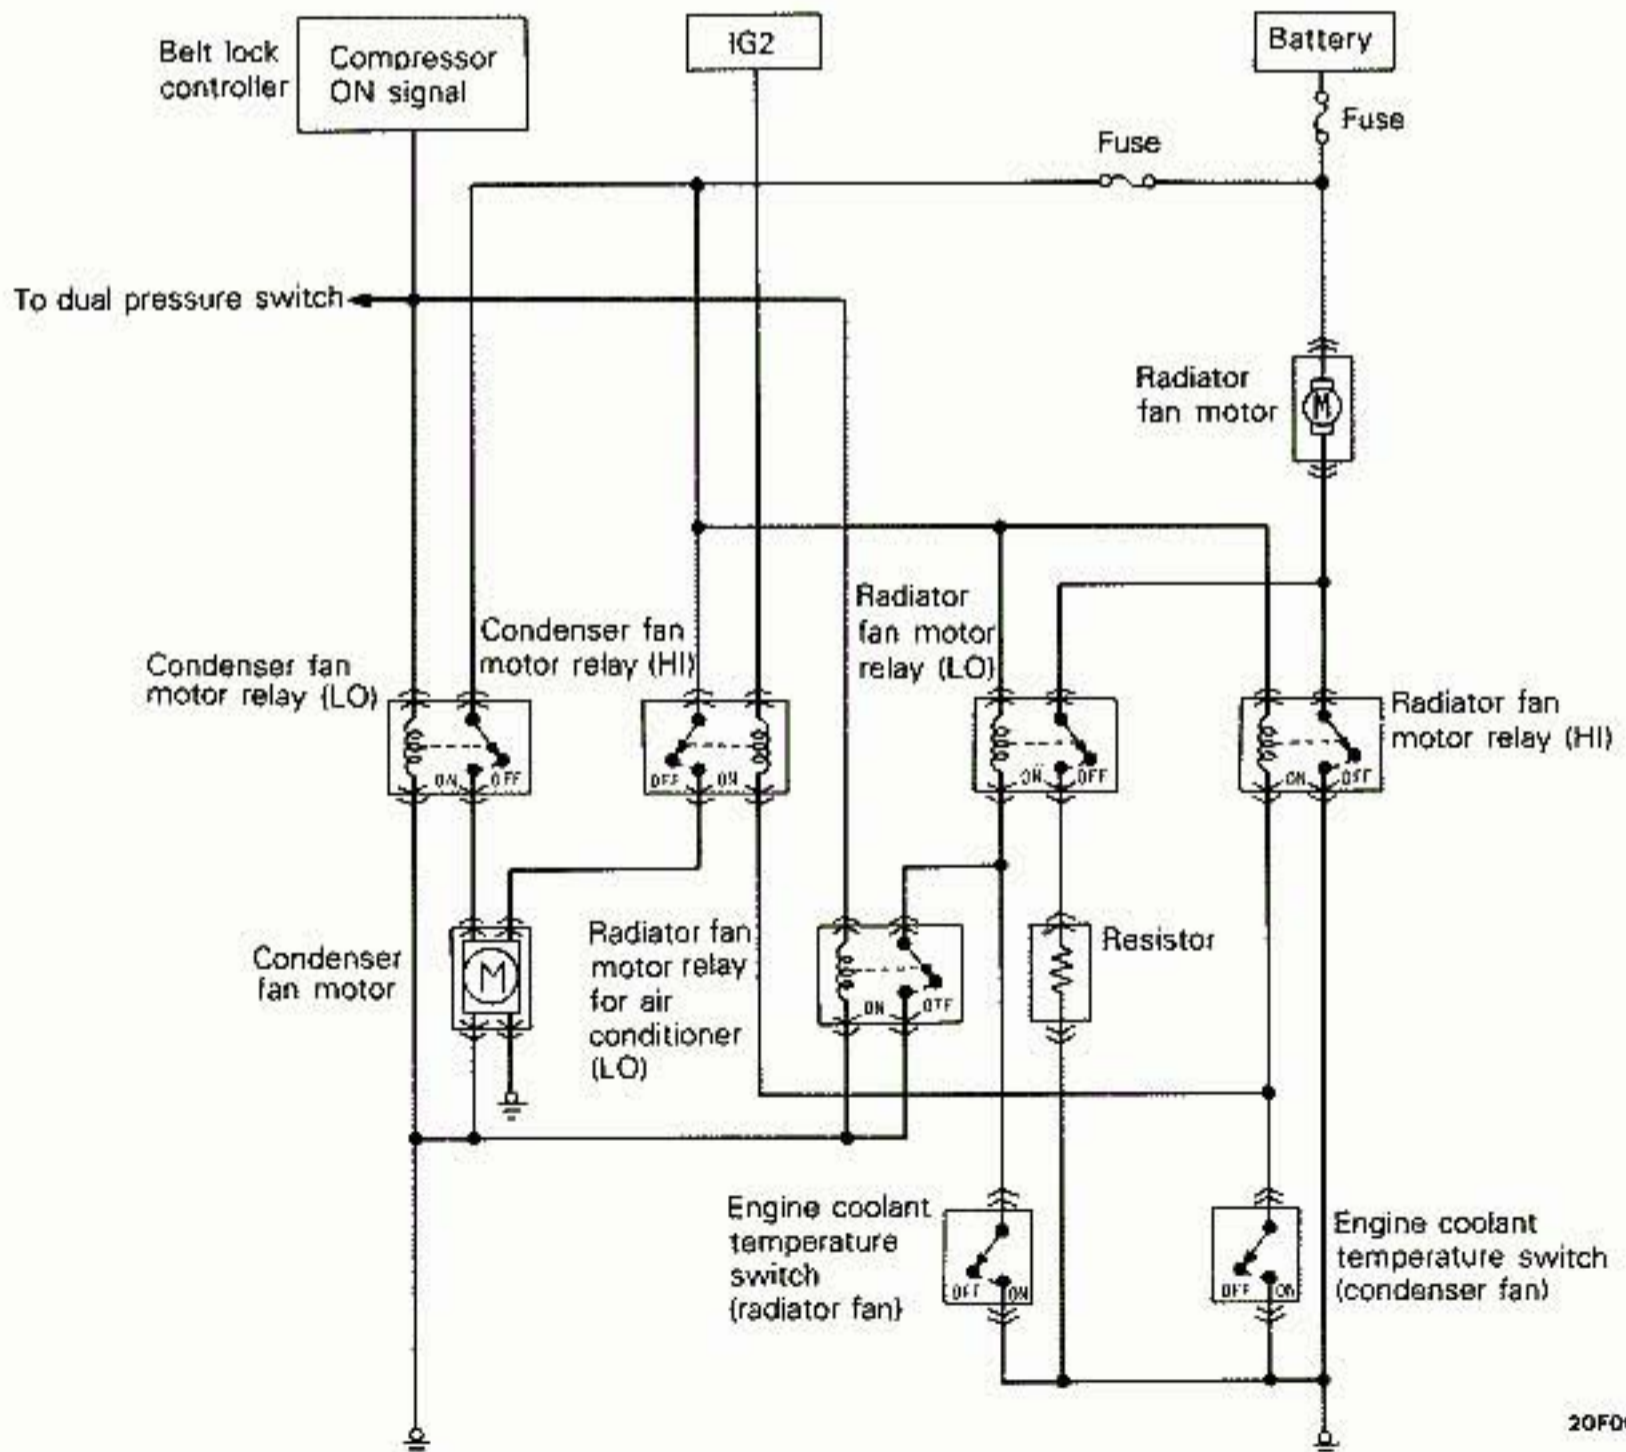 Belt lock
controller
Compressor
ON signal
IG2
Battery
Fuse
Fuse
To dual pressure switch
Radiator
fan motor
Condenser fan
motor relay (LO)
Condenser fan
motor relay (HI)
Radiator
fan motor
relay (LO)
Radiator fan
motor relay (HI)
ON OFF
OFF ON
ON OFF
ON OFF
M
Condenser
fan motor
M
Radiator fan
motor relay
for air
conditioner
(LO)
ON OFF
Resistor
Engine coolant
temperature
switch
(radiator fan)
OFF ON
OFF ON
Engine coolant
temperature switch
(condenser fan)